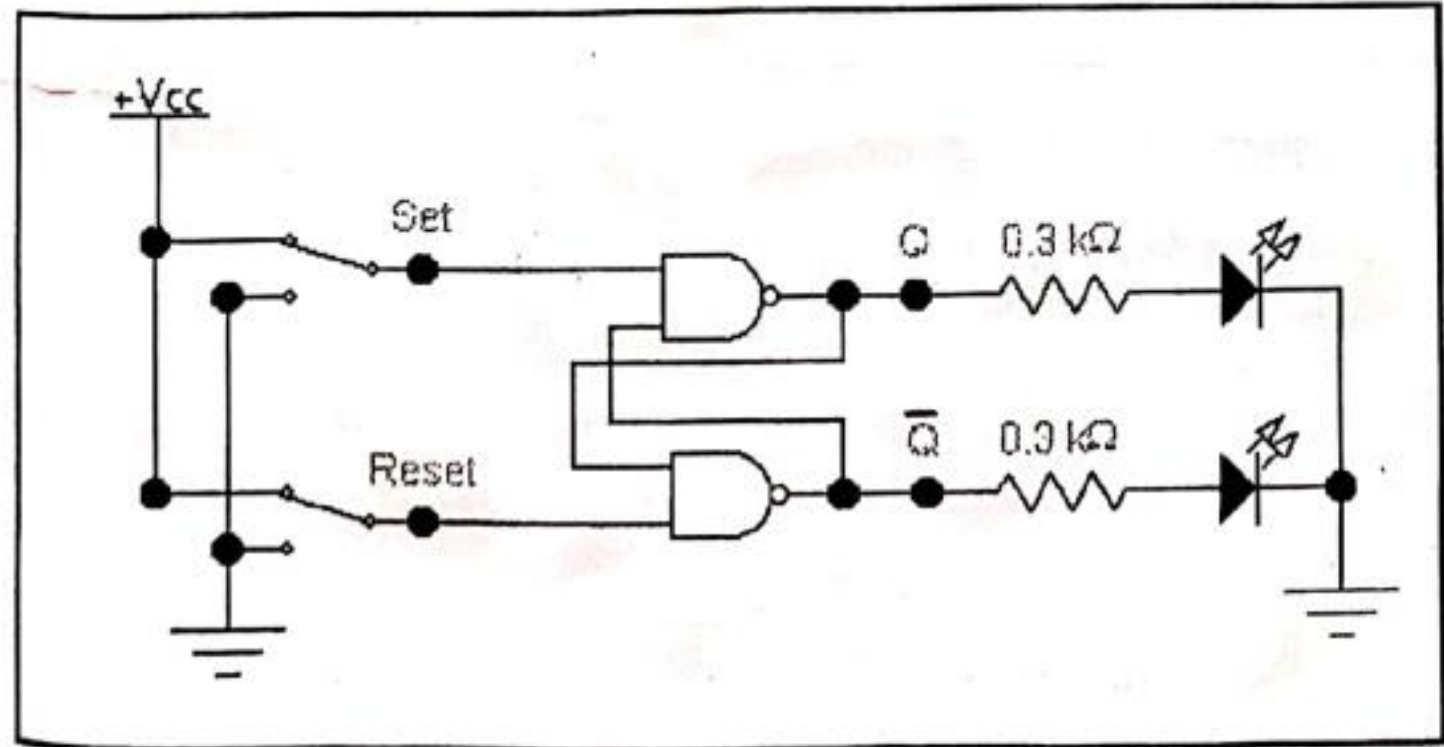 +Vcc
Set
Q 0.3 kΩ
Reset
Q̅ 0.3 kΩ